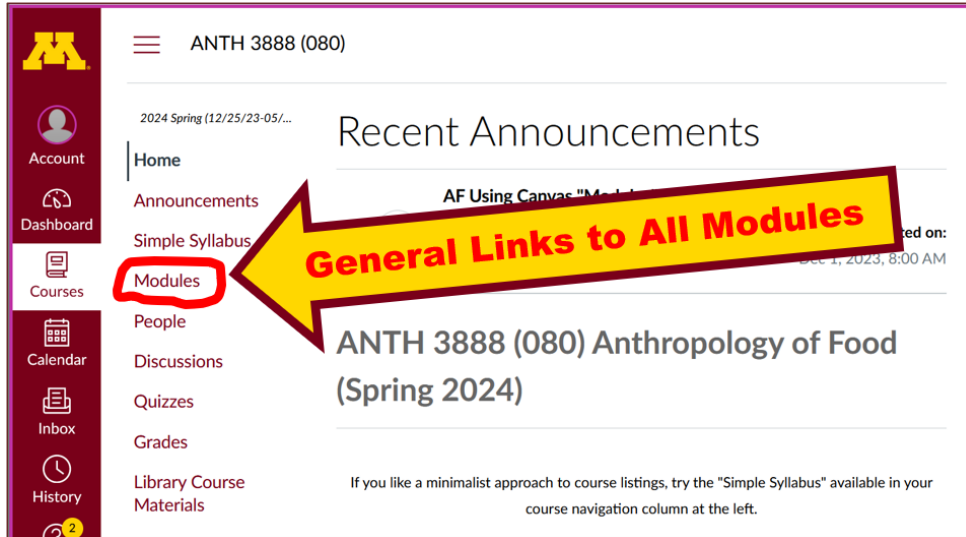 M
ANTH 3888 (080)
Account
Dashboard
Courses
Calendar
Inbox
History
2
2024 Spring (12/25/23-05/...
Home
Announcements
Simple Syllabus
Modules
People
Discussions
Quizzes
Grades
Library Course
Materials
Recent Announcements
AF Using Canvas
General Links to All Modules
on:
1, 2023, 8:00 AM
ANTH 3888 (080) Anthropology of Food
(Spring 2024)
If you like a minimalist approach to course listings, try the "Simple Syllabus" available in your
course navigation column at the left.